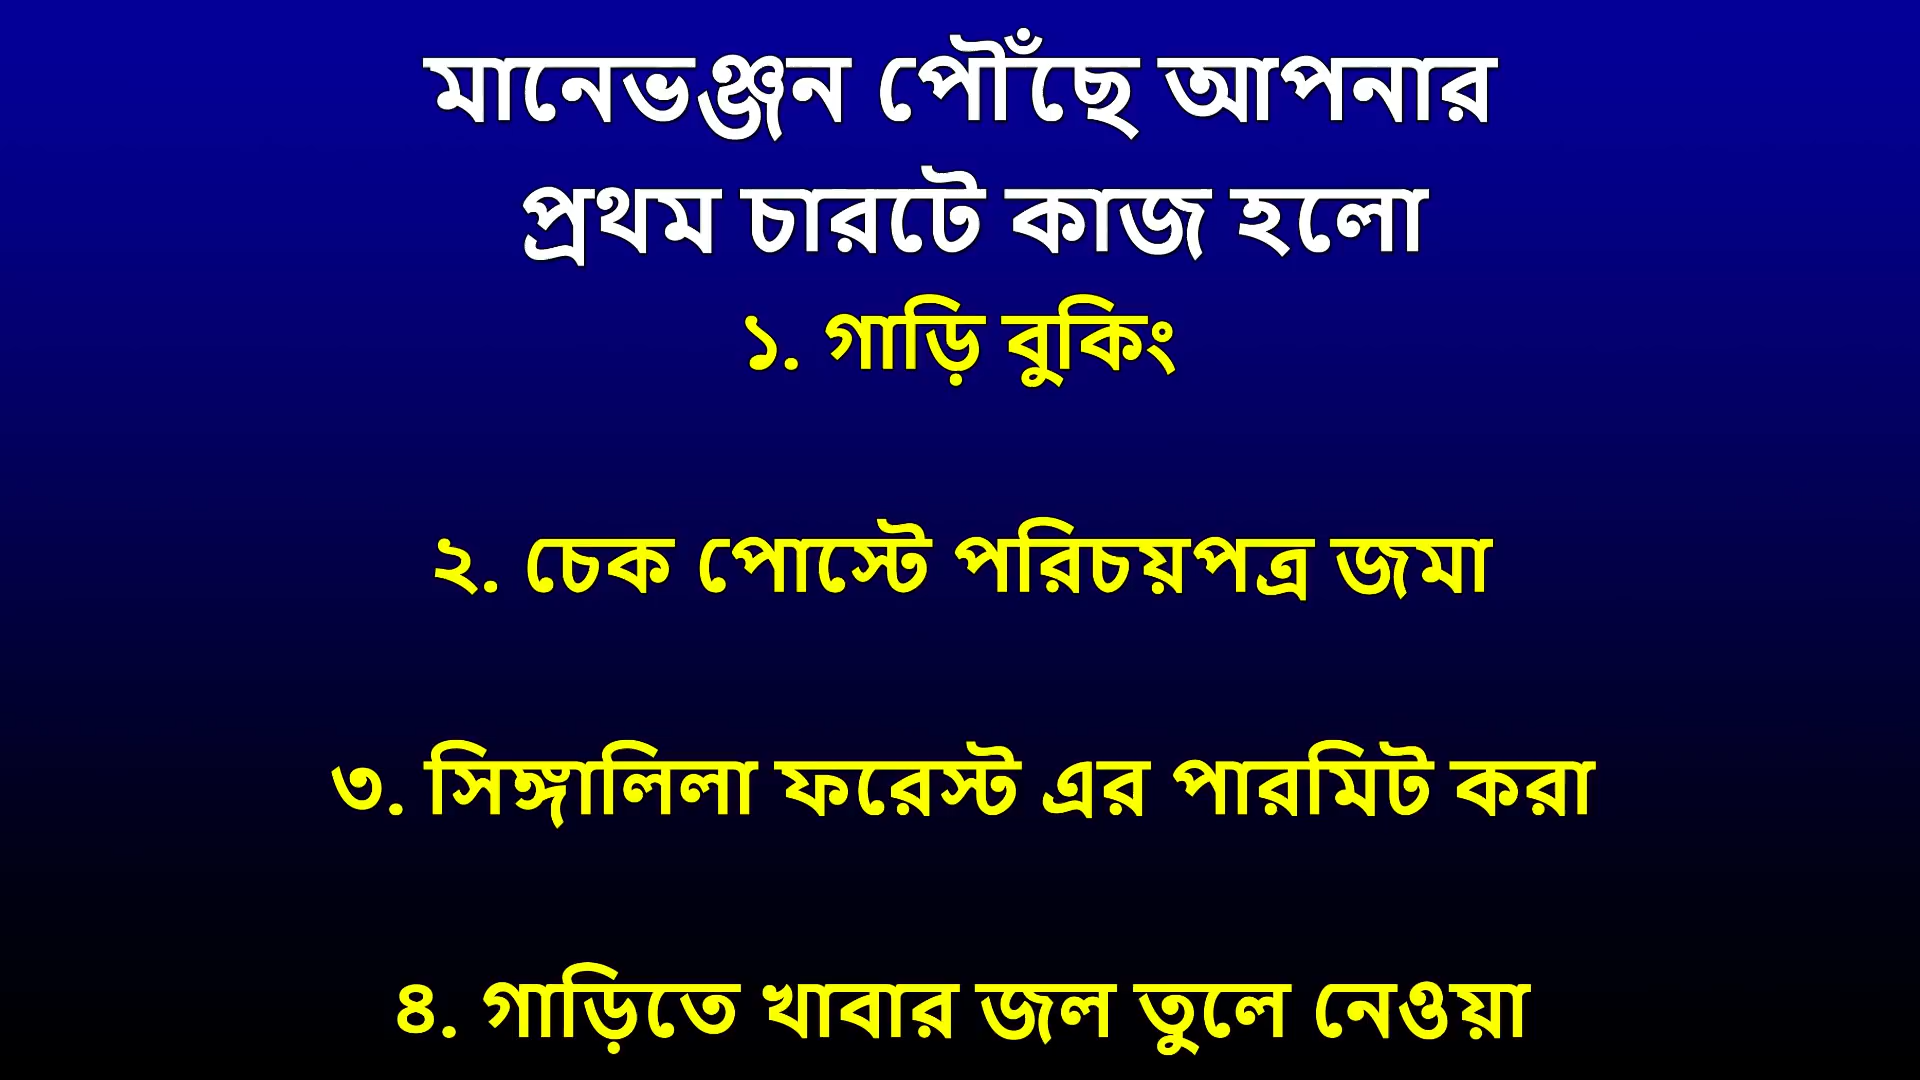 মানেভঞ্জন পৌঁছে আপনার
প্রথম চারটে কাজ হলো
১. গাড়ি বুকিং
২. চেক পোস্টে পরিচয়পত্র জমা
৩. সিঙ্গালিলা ফরেস্ট এর পারমিট করা
৪. গাড়িতে খাবার জল তুলে নেওয়া